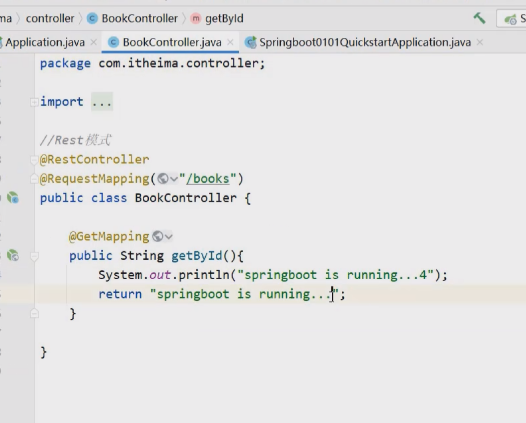 ma controller BookController getById
Application.java BookController.java Springboot0101QuickstartApplication.java
package com.itheima.controller;
import ...
//Rest模式
@RestController
@RequestMapping("/books")
public class BookController {
@GetMapping
public String getById(){
System.out.println("springboot is running...4");
return "springboot is running...";
}
}